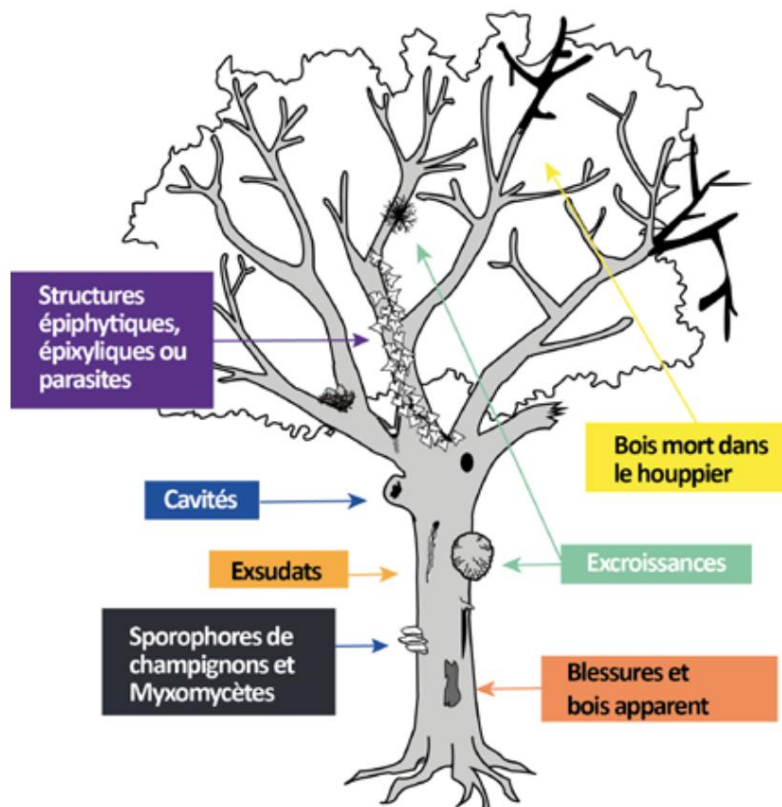 Structures
épiphytiques,
épixyliques ou
parasites
Bois mort dans
le houppier
Cavités
Exsudats
Excroissances
Sporophores de
champignons et
Myxomycètes
Blessures et
bois apparent